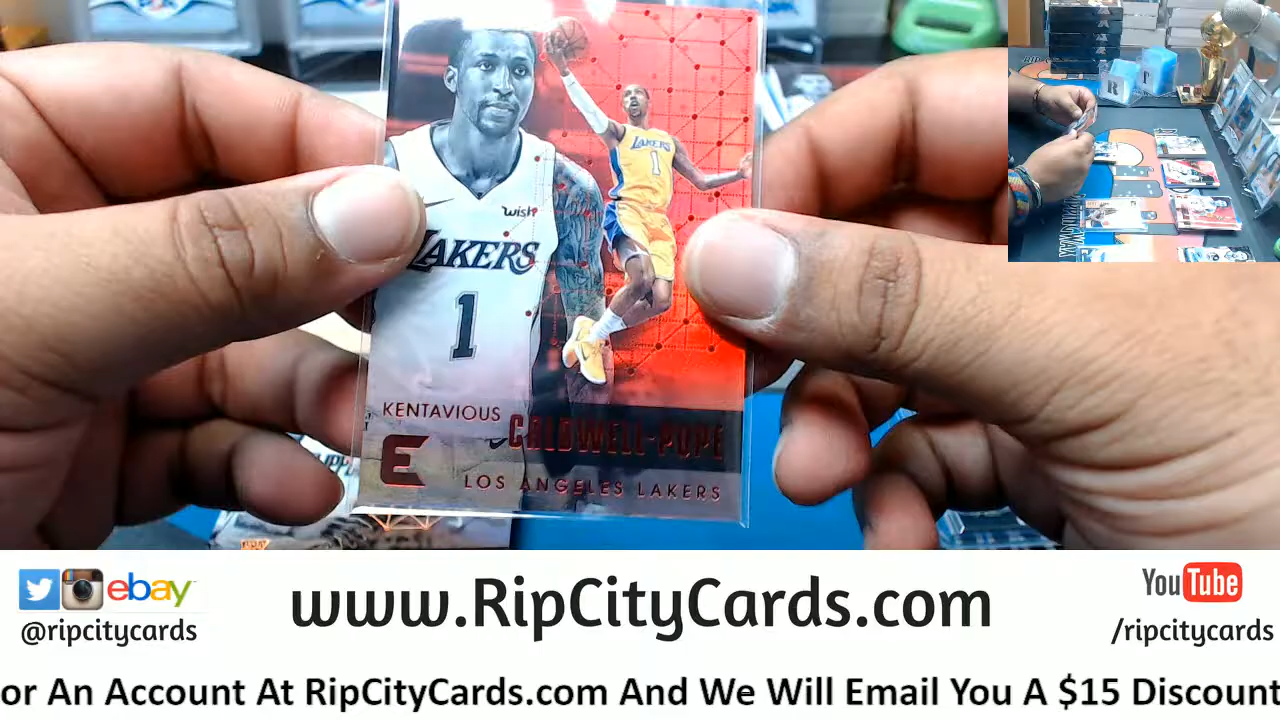 wish
LAKERS
1
LAKERS
1
KENTAVIOUS
CALDWELL-POPE
E
LOS ANGELES LAKERS
ebay
@ripcitycards
www.RipCityCards.com
YouTube
/ripcitycards
or An Account At RipCityCards.com And We Will Email You A $15 Discount